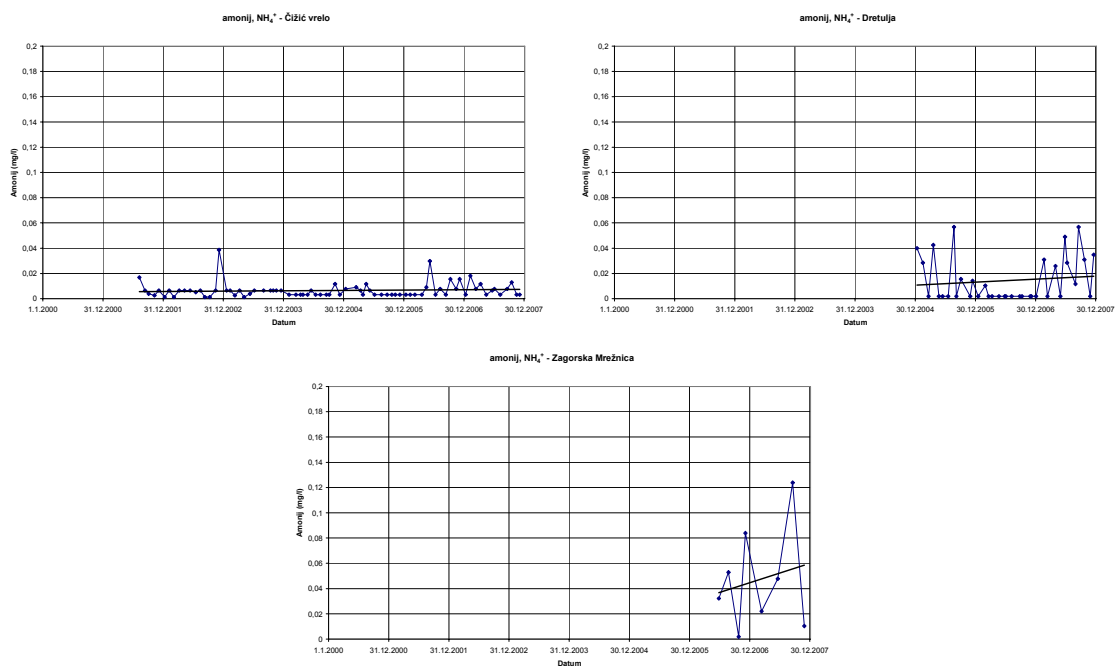 amonij, NH₄⁺ - Čižić vrelo
0,2
0,18
0,16
0,14
0,12
0,1
0,08
0,06
0,04
0,02
0
Amonij (mg/l)
1.1.2000 31.12.2000 31.12.2001 31.12.2002 31.12.2003 30.12.2004 30.12.2005 30.12.2006 30.12.2007
Datum
amonij, NH₄⁺ - Dretulja
0,2
0,18
0,16
0,14
0,12
0,1
0,08
0,06
0,04
0,02
0
Amonij (mg/l)
1.1.2000 31.12.2000 31.12.2001 31.12.2002 31.12.2003 30.12.2004 30.12.2005 30.12.2006 30.12.2007
Datum
amonij, NH₄⁺ - Zagorska Mrežnica
0,2
0,18
0,16
0,14
0,12
0,1
0,08
0,06
0,04
0,02
0
Amonij (mg/l)
1.1.2000 31.12.2000 31.12.2001 31.12.2002 31.12.2003 30.12.2004 30.12.2005 30.12.2006 30.12.2007
Datum